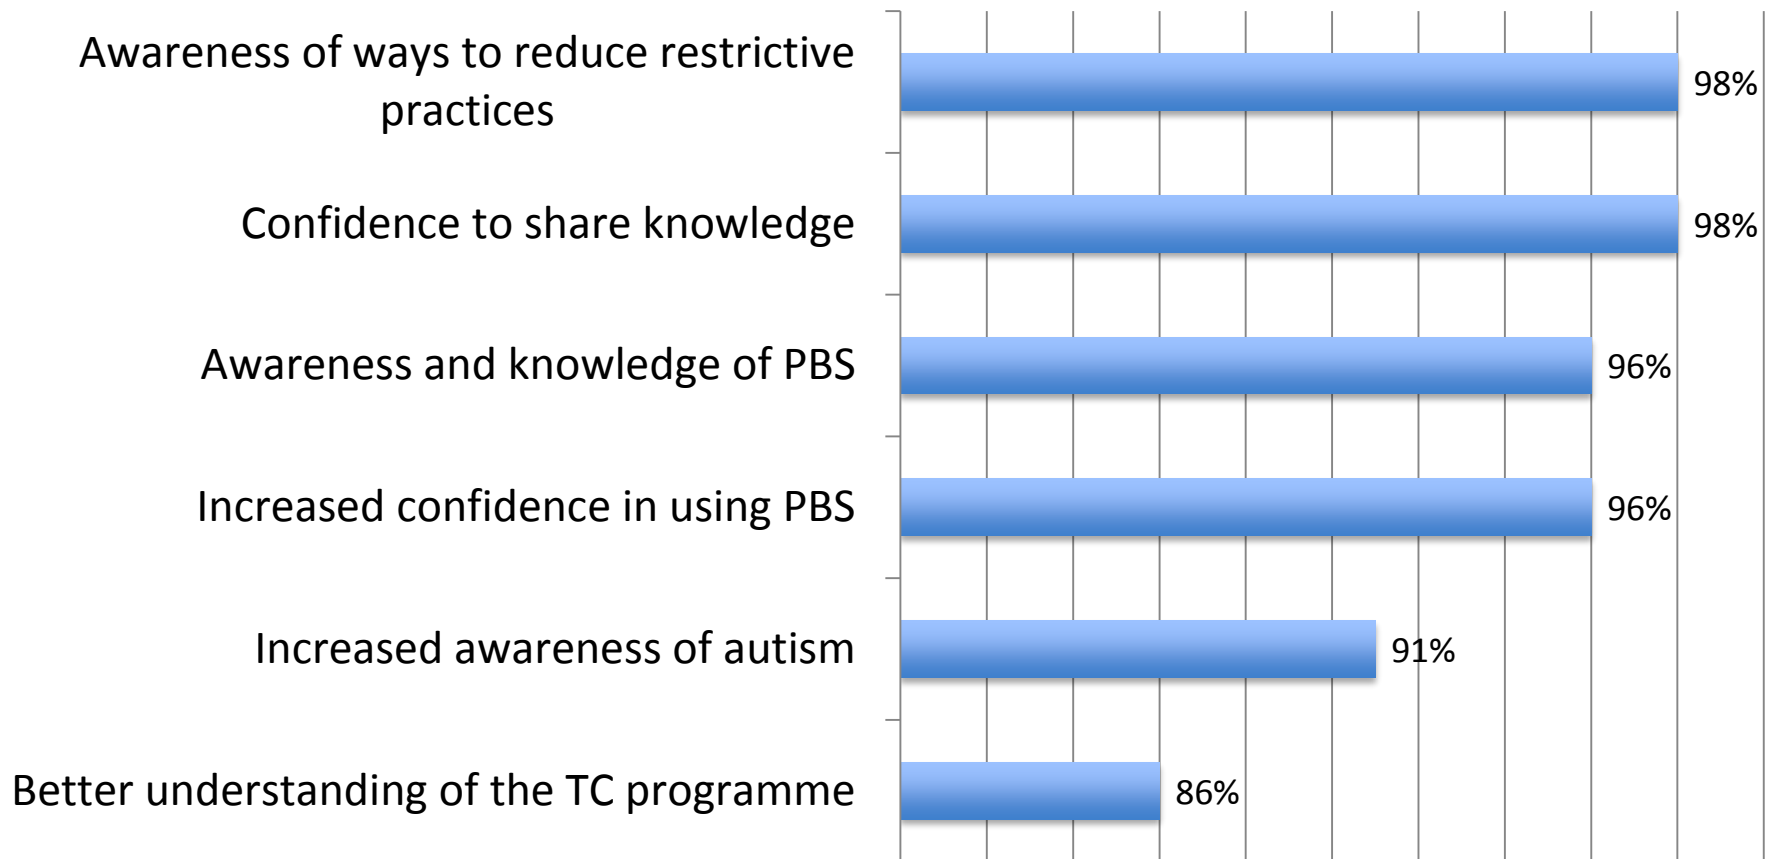 Awareness of ways to reduce restrictive
practices
98%
Confidence to share knowledge
98%
Awareness and knowledge of PBS
96%
Increased confidence in using PBS
96%
Increased awareness of autism
91%
Better understanding of the TC programme
86%